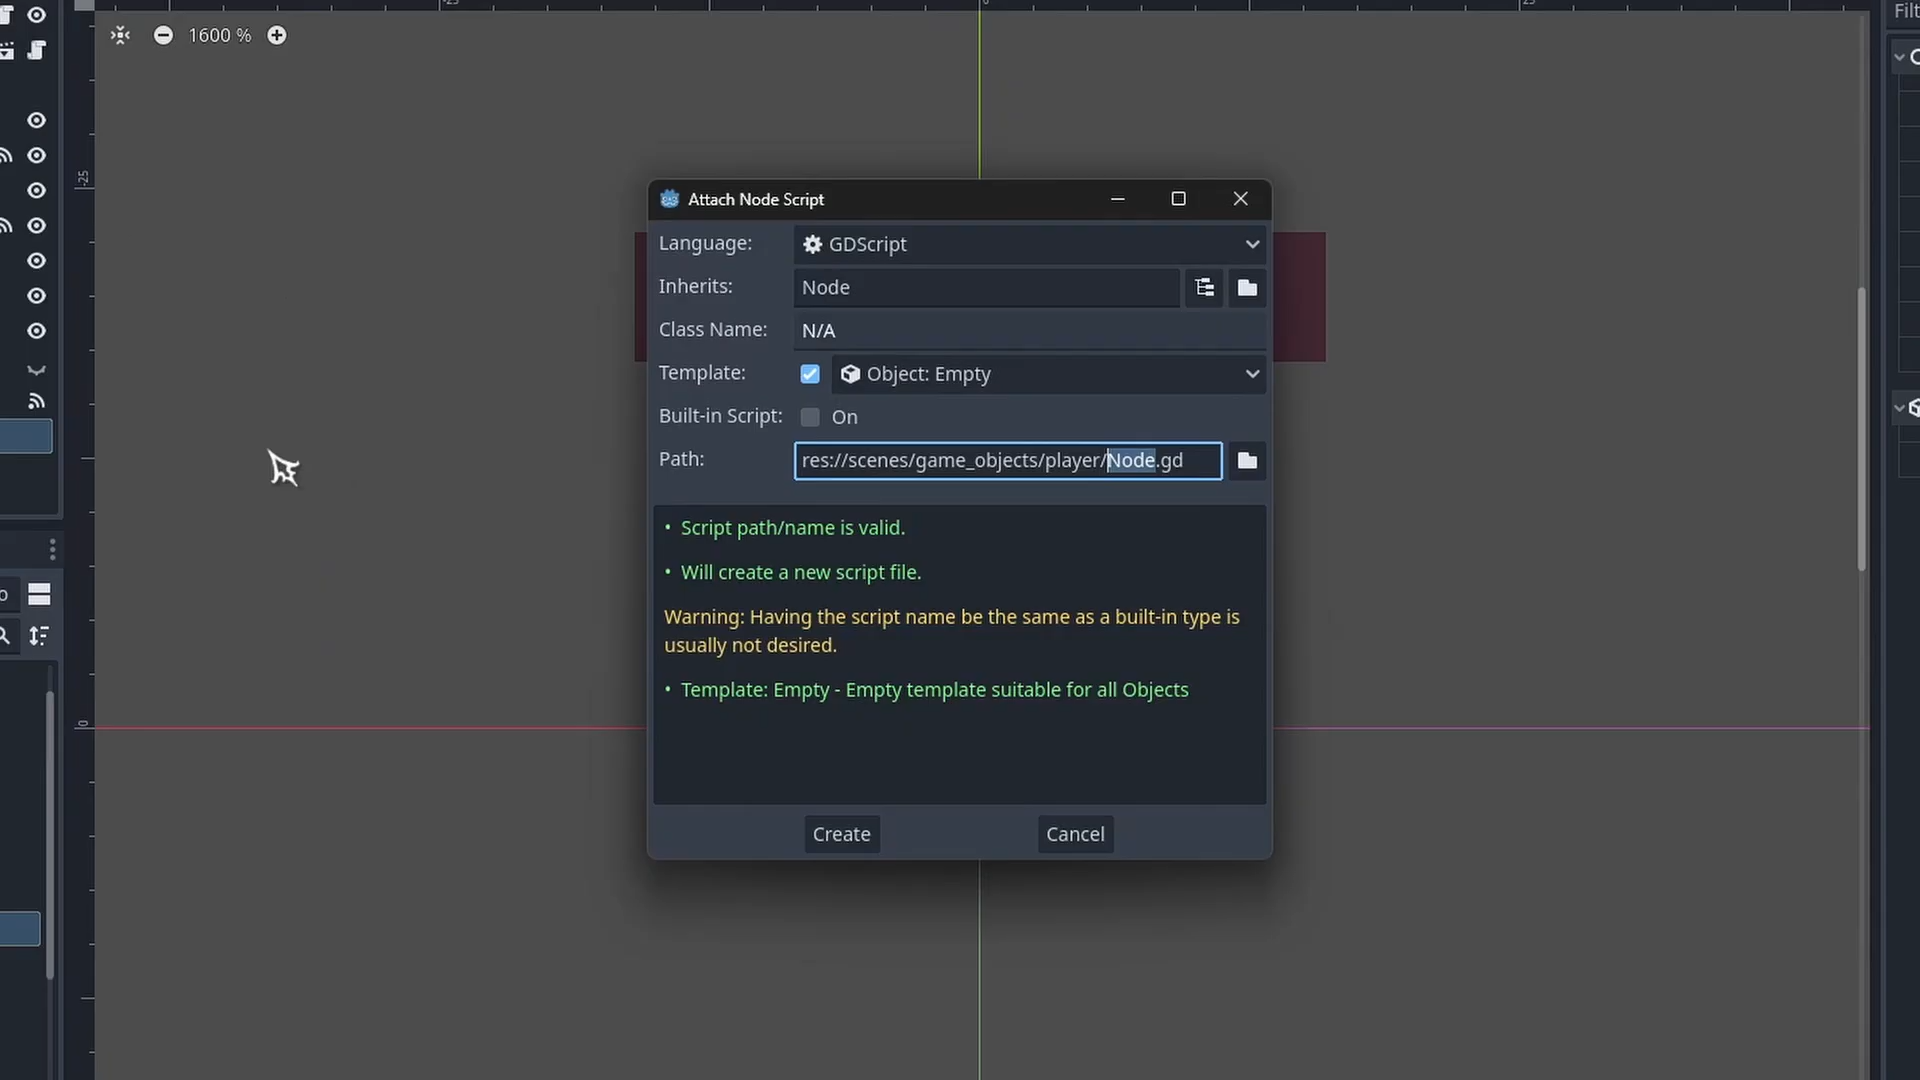 1600 %
Filt
-25
0
Attach Node Script
Language:
GDScript
Inherits:
Node
Class Name:
N/A
Template:
Object: Empty
Built-in Script:
On
Path:
res://scenes/game_objects/player/Node.gd
• Script path/name is valid.
• Will create a new script file.
Warning: Having the script name be the same as a built-in type is
usually not desired.
• Template: Empty - Empty template suitable for all Objects
Create
Cancel